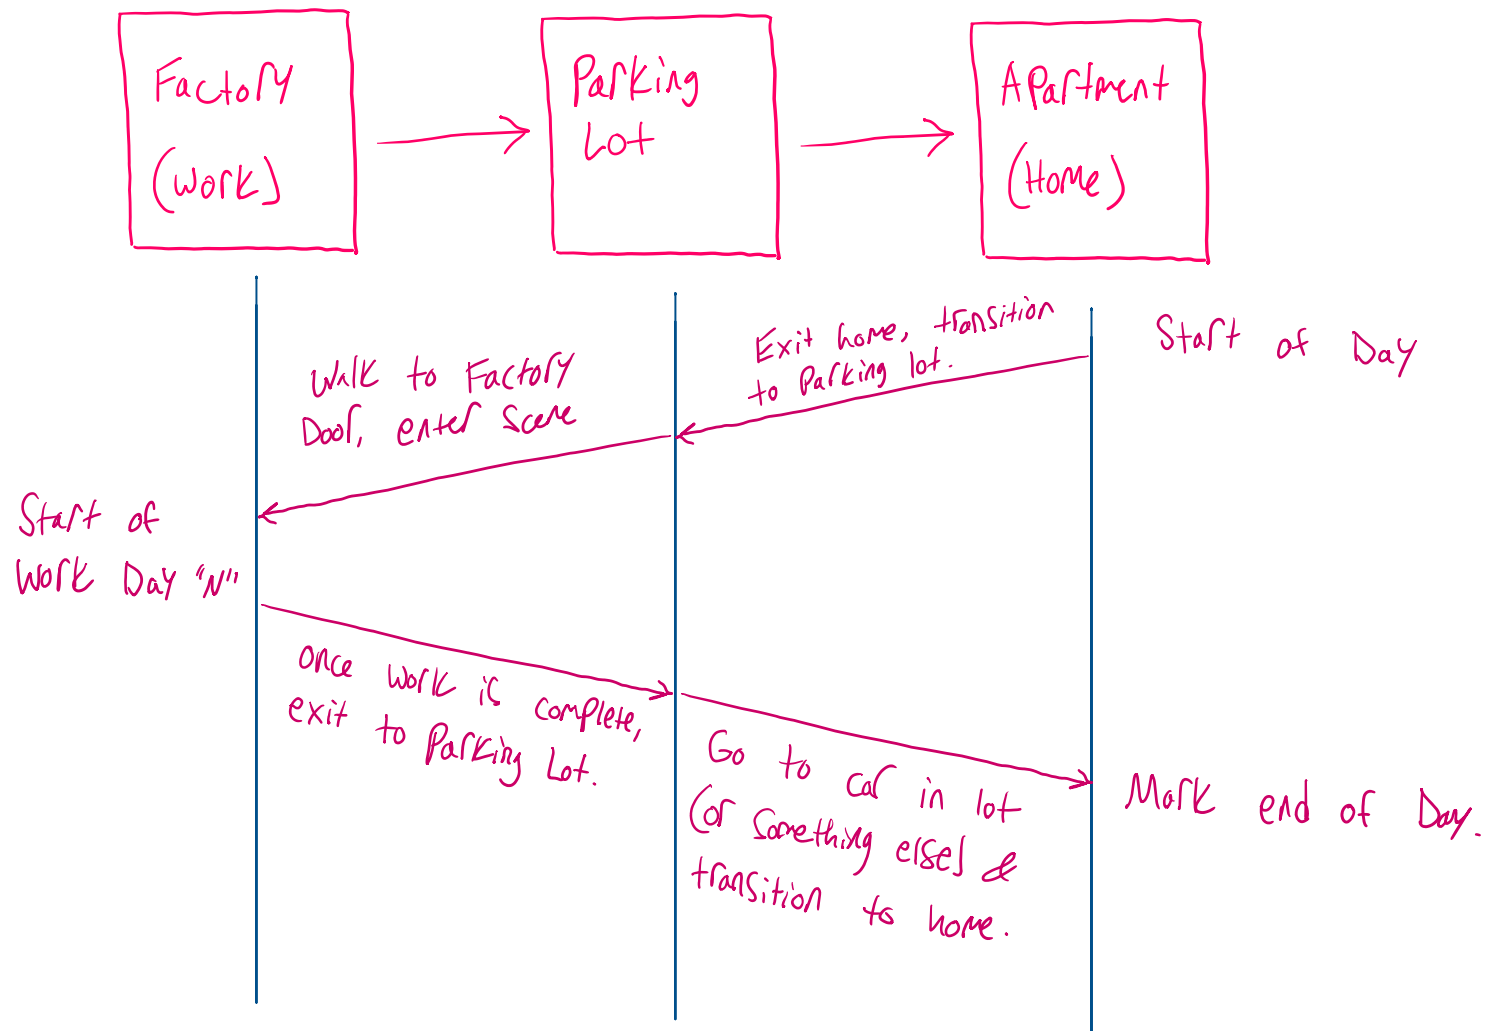 Factory
(Work)
Parking
Lot
Apartment
(Home)
Start of Day
Exit home, transition
to Parking lot.
Walk to Factory
Door, enter scene
Start of
Work Day "N"
once work is complete,
exit to Parking Lot.
Go to car in lot
(or something else) &
transition to home.
Mark end of Day.